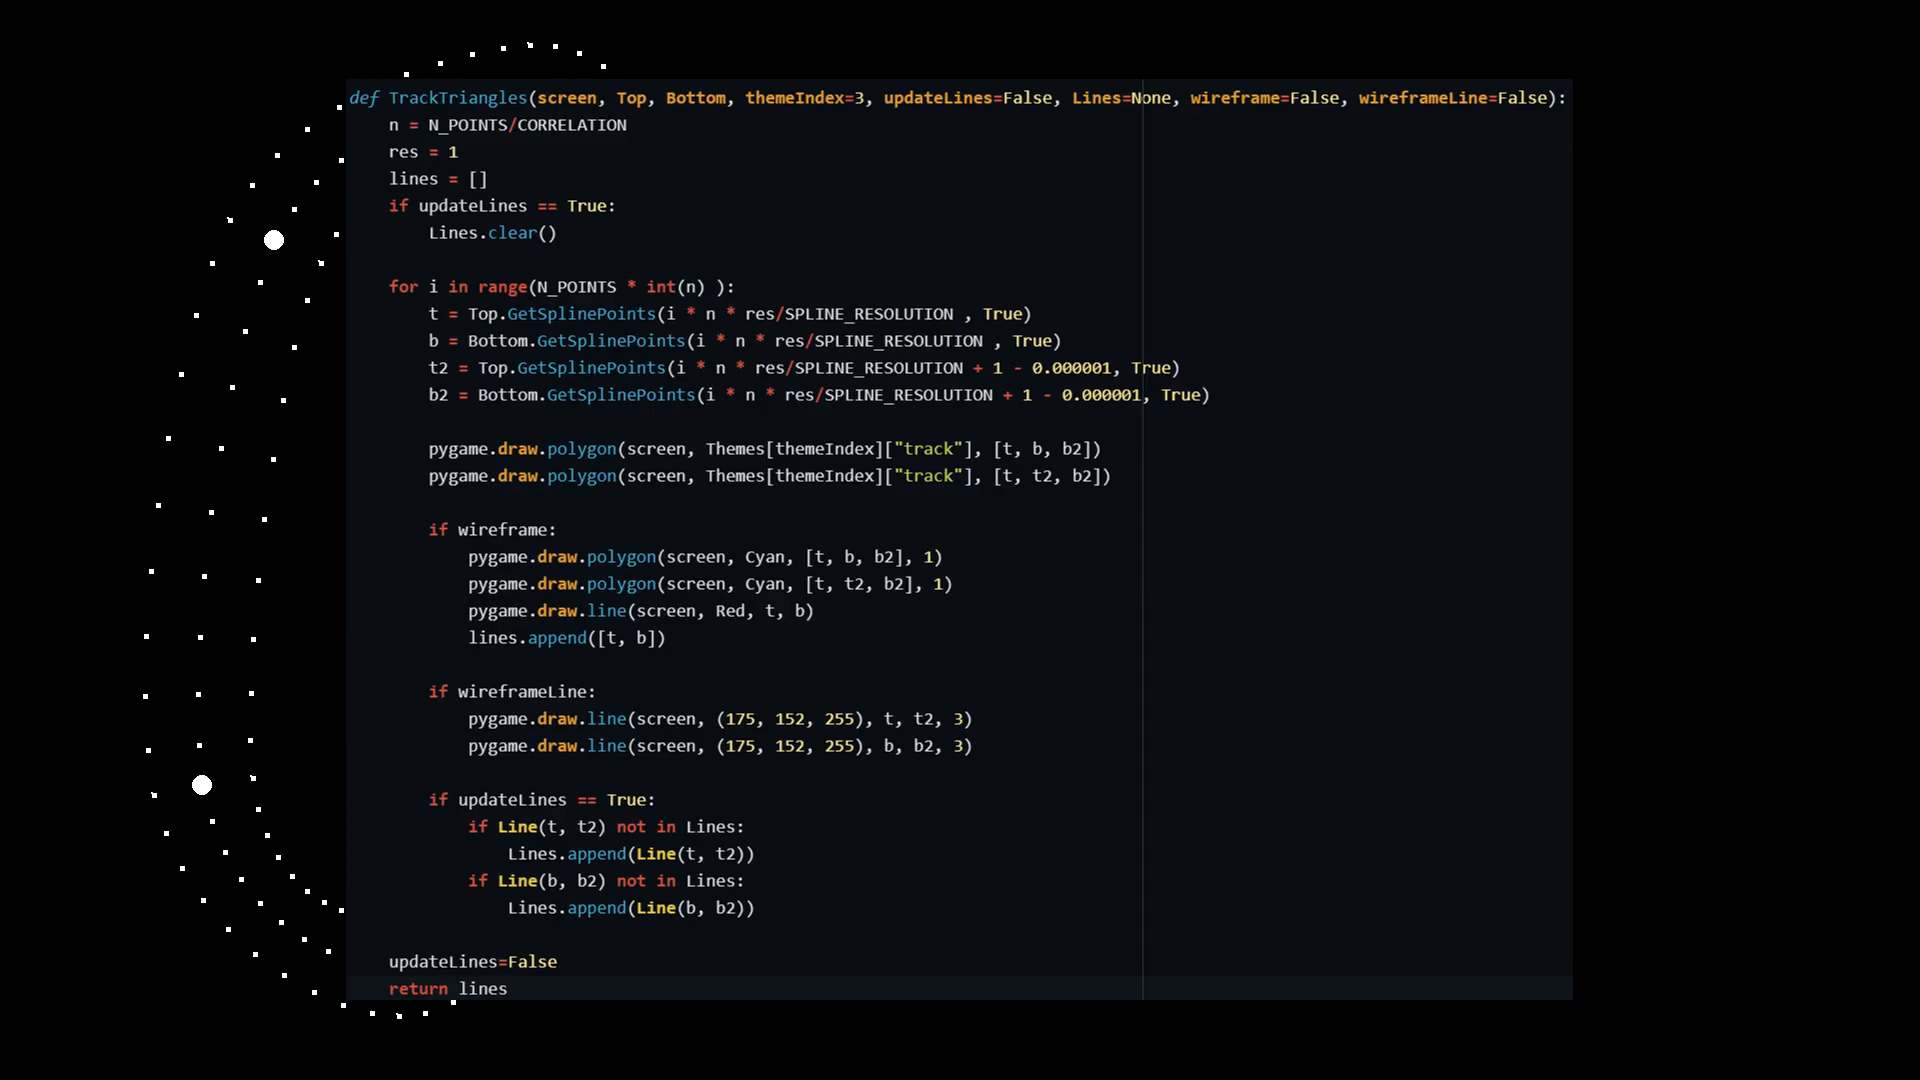 def TrackTriangles(screen, Top, Bottom, themeIndex=3, updateLines=False, Lines=None, wireframe=False, wireframeLine=False):
n = N_POINTS/CORRELATION
res = 1
lines = []
if updateLines == True:
Lines.clear()
for i in range(N_POINTS * int(n) ):
t = Top.GetSplinePoints(i * n * res/SPLINE_RESOLUTION , True)
b = Bottom.GetSplinePoints(i * n * res/SPLINE_RESOLUTION , True)
t2 = Top.GetSplinePoints(i * n * res/SPLINE_RESOLUTION + 1 - 0.000001, True)
b2 = Bottom.GetSplinePoints(i * n * res/SPLINE_RESOLUTION + 1 - 0.000001, True)
pygame.draw.polygon(screen, Themes[themeIndex]["track"], [t, b, b2])
pygame.draw.polygon(screen, Themes[themeIndex]["track"], [t, t2, b2])
if wireframe:
pygame.draw.polygon(screen, Cyan, [t, b, b2], 1)
pygame.draw.polygon(screen, Cyan, [t, t2, b2], 1)
pygame.draw.line(screen, Red, t, b)
lines.append([t, b])
if wireframeLine:
pygame.draw.line(screen, (175, 152, 255), t, t2, 3)
pygame.draw.line(screen, (175, 152, 255), b, b2, 3)
if updateLines == True:
if Line(t, t2) not in Lines:
Lines.append(Line(t, t2))
if Line(b, b2) not in Lines:
Lines.append(Line(b, b2))
updateLines=False
return lines